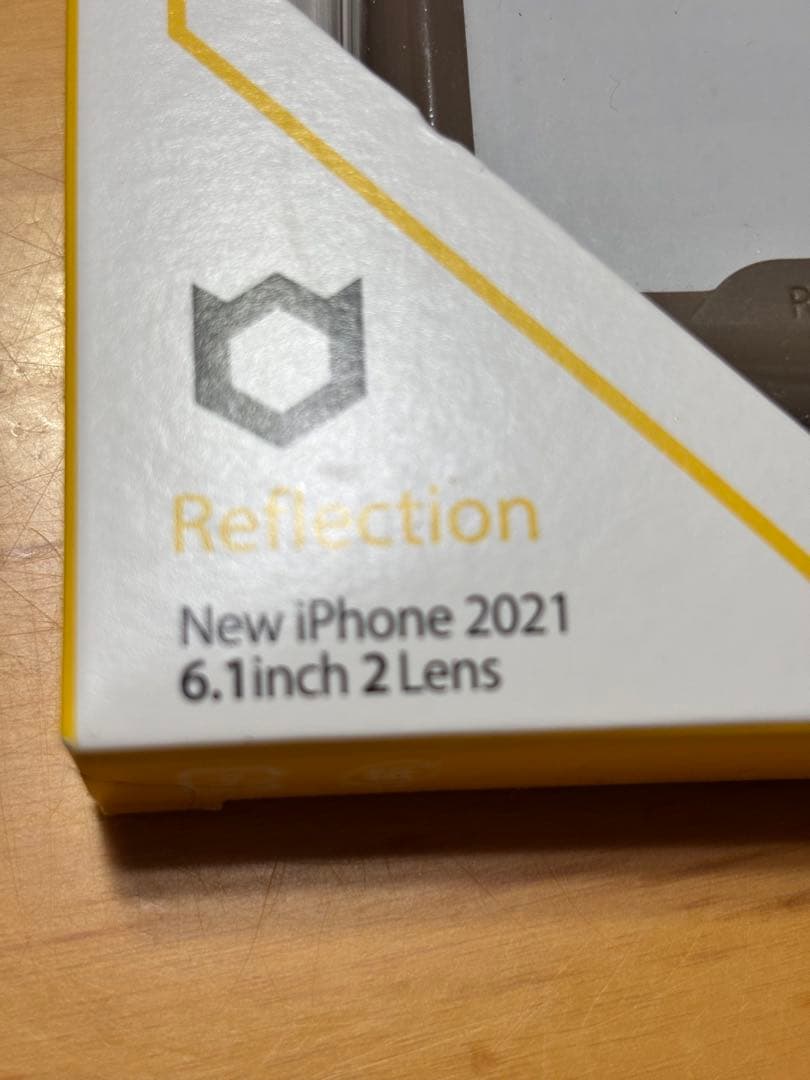 Reflection
New iPhone 2021
6.1inch 2 Lens